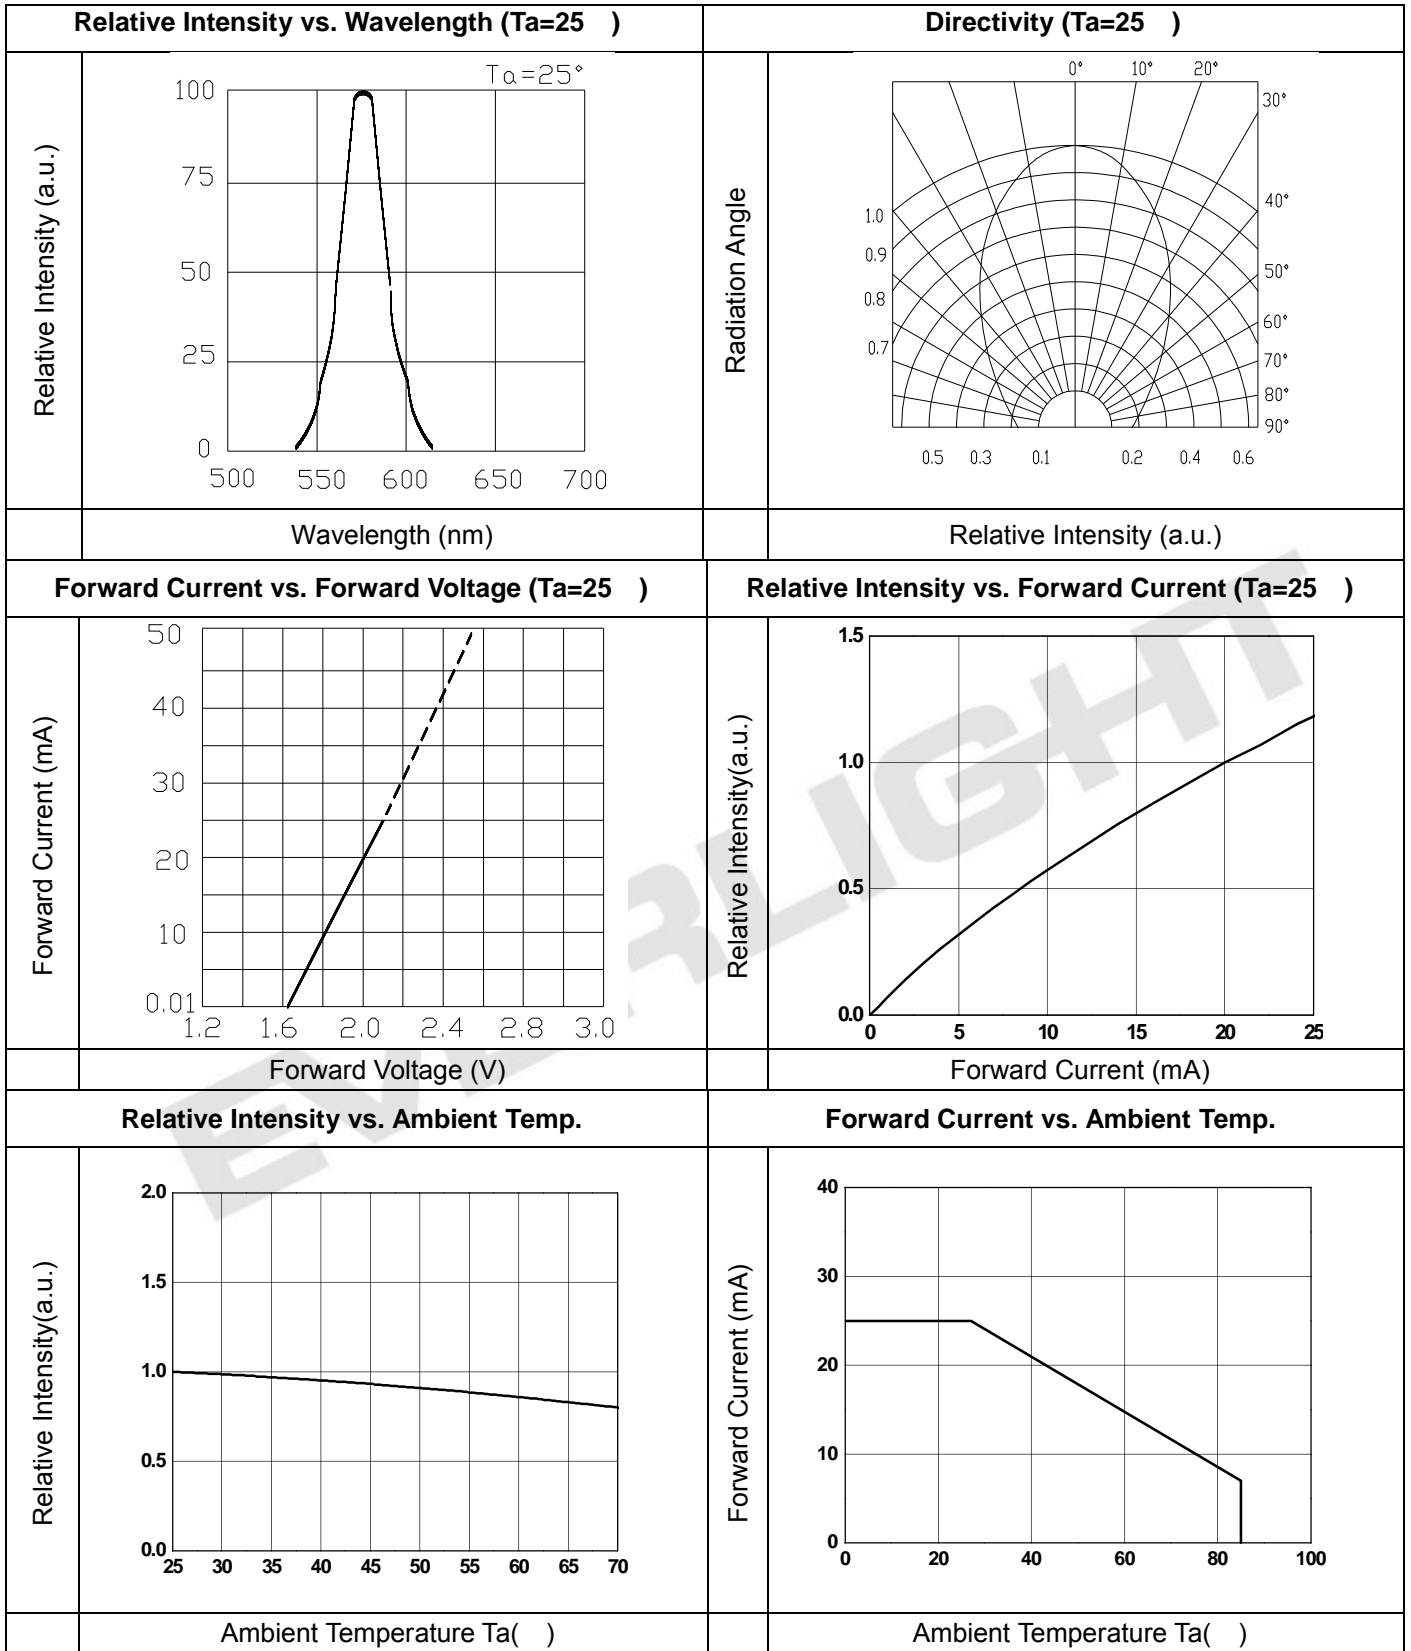 Relative Intensity vs. Wavelength (Ta=25 )
Directivity (Ta=25 )
Relative Intensity (a.u.)
Ta=25°
100
75
50
25
0
500 550 600 650 700
Wavelength (nm)
Radiation Angle
0° 10° 20°
30°
40°
50°
60°
70°
80°
90°
1.0
0.9
0.8
0.7
0.5 0.3 0.1 0.2 0.4 0.6
Relative Intensity (a.u.)
Forward Current vs. Forward Voltage (Ta=25 )
Relative Intensity vs. Forward Current (Ta=25 )
Forward Current (mA)
50
40
30
20
10
0.01
1.2 1.6 2.0 2.4 2.8 3.0
Forward Voltage (V)
Relative Intensity(a.u.)
1.5
1.0
0.5
0.0
0 5 10 15 20 25
Forward Current (mA)
Relative Intensity vs. Ambient Temp.
Forward Current vs. Ambient Temp.
Relative Intensity(a.u.)
2.0
1.5
1.0
0.5
0.0
25 30 35 40 45 50 55 60 65 70
Ambient Temperature Ta( )
Forward Current (mA)
40
30
20
10
0
0 20 40 60 80 100
Ambient Temperature Ta( )
EVERLIGHT